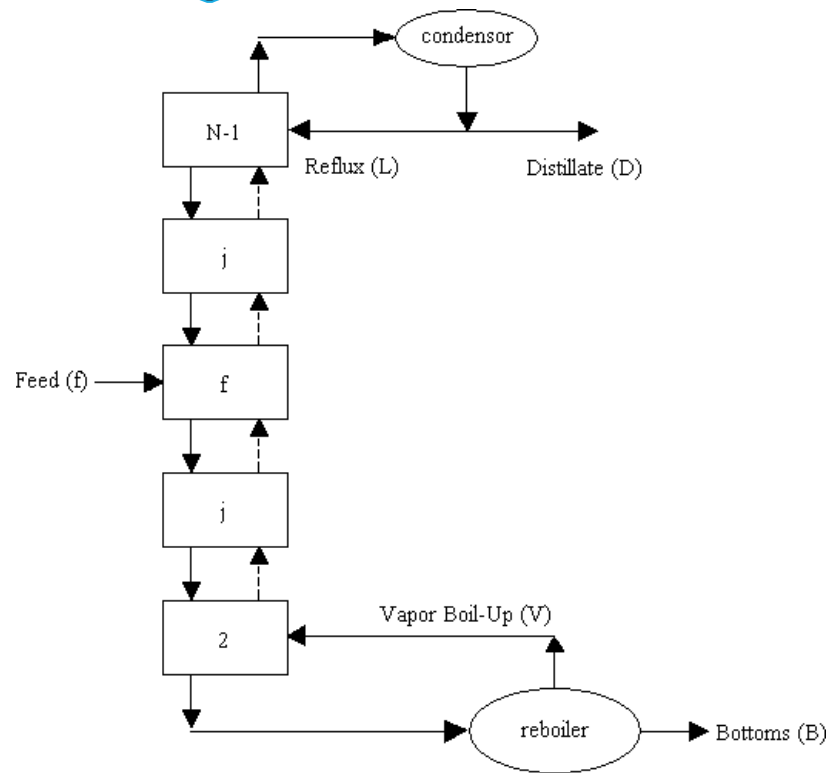 condensor
N-1
Reflux (L)
Distillate (D)
j
Feed (f)
f
j
Vapor Boil-Up (V)
2
reboiler
Bottoms (B)